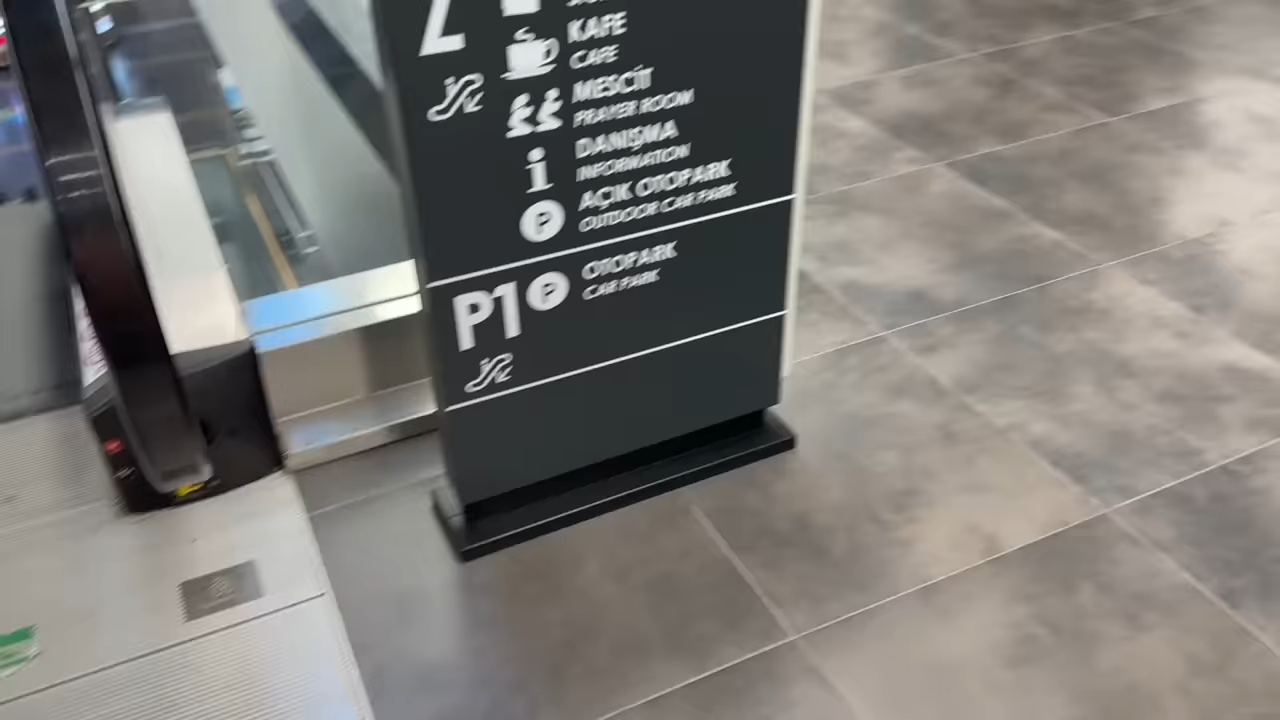 Z
KAFE
CAFE
MESCİT
PRAYER ROOM
DANIŞMA
INFORMATION
AÇIK OTOPARK
OUTDOOR CAR PARK
P1
OTOPARK
CAR PARK